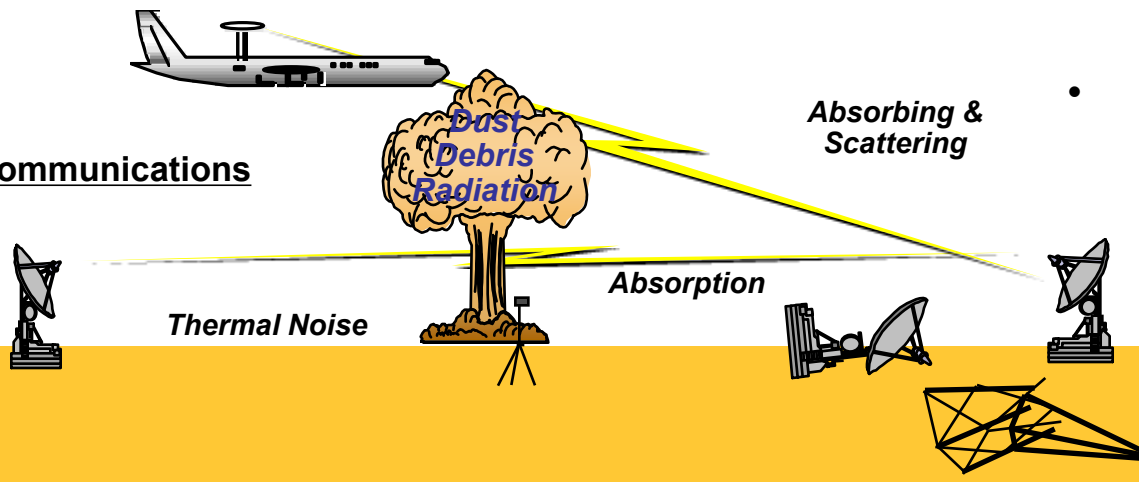 Absorbing &
Scattering
Dust
Debris
Radiation
ommunications
Absorption
Thermal Noise